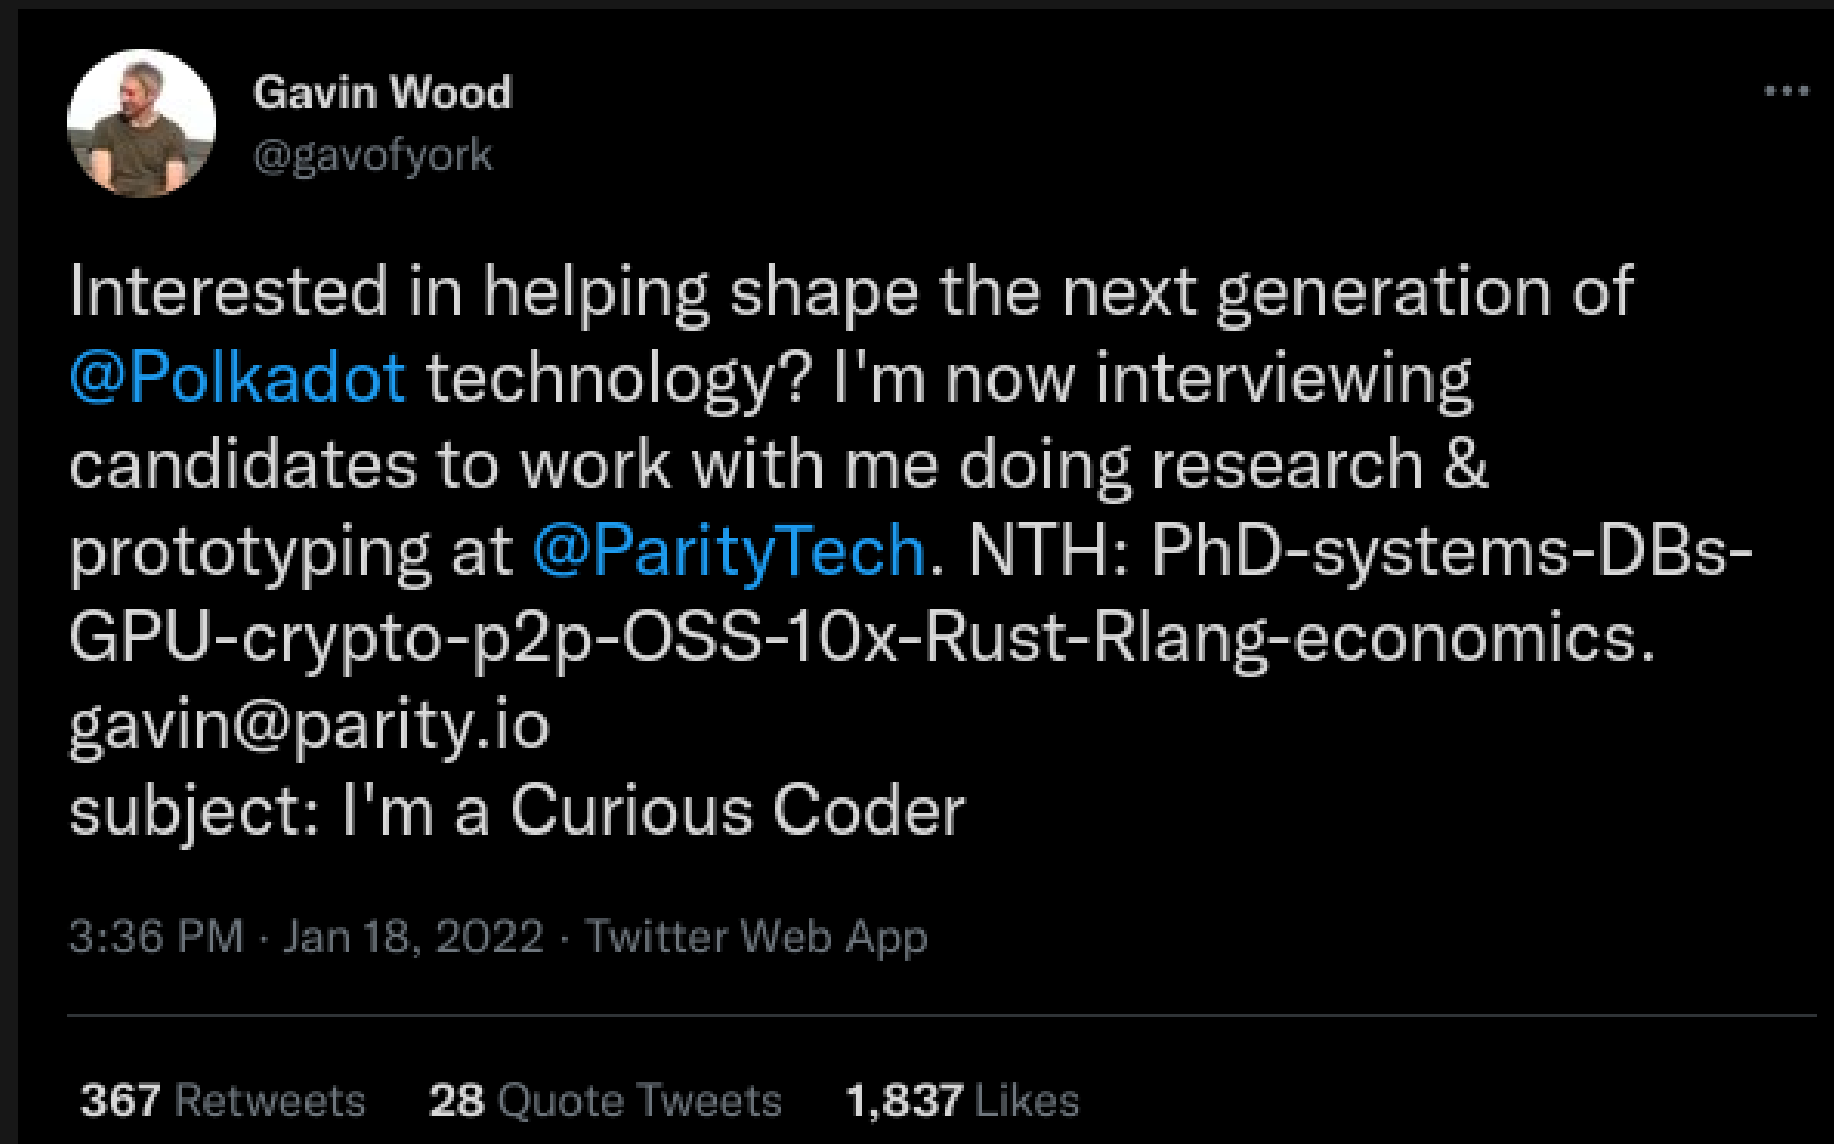 Gavin Wood
@gavofyork
Interested in helping shape the next generation of
@Polkadot technology? I'm now interviewing
candidates to work with me doing research &
prototyping at @ParityTech. NTH: PhD-systems-DBs-
GPU-crypto-p2p-OSS-10x-Rust-Rlang-economics.
gavin@parity.io
subject: I'm a Curious Coder
3:36 PM · Jan 18, 2022 · Twitter Web App
367 Retweets 28 Quote Tweets 1,837 Likes